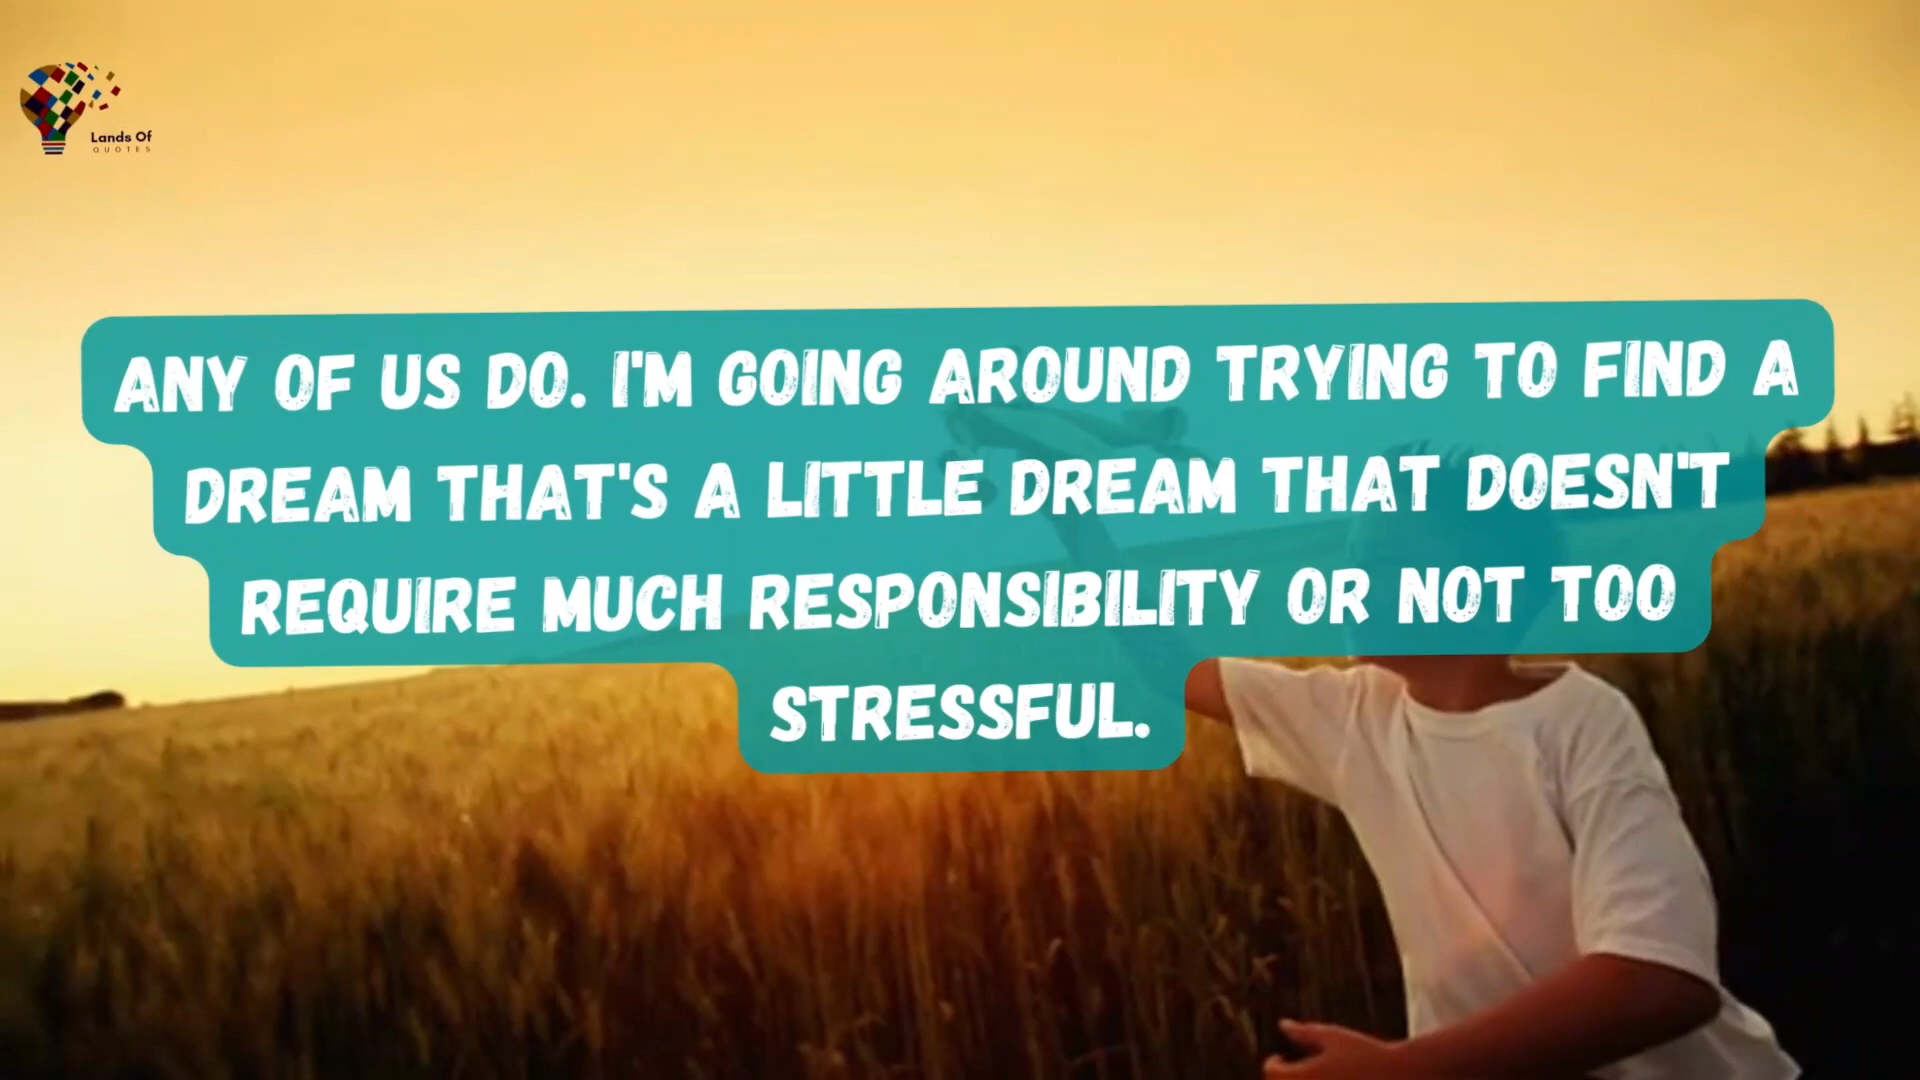 Lands Of
QUOTES
ANY OF US DO. I'M GOING AROUND TRYING TO FIND A
DREAM THAT'S A LITTLE DREAM THAT DOESN'T
REQUIRE MUCH RESPONSIBILITY OR NOT TOO
STRESSFUL.